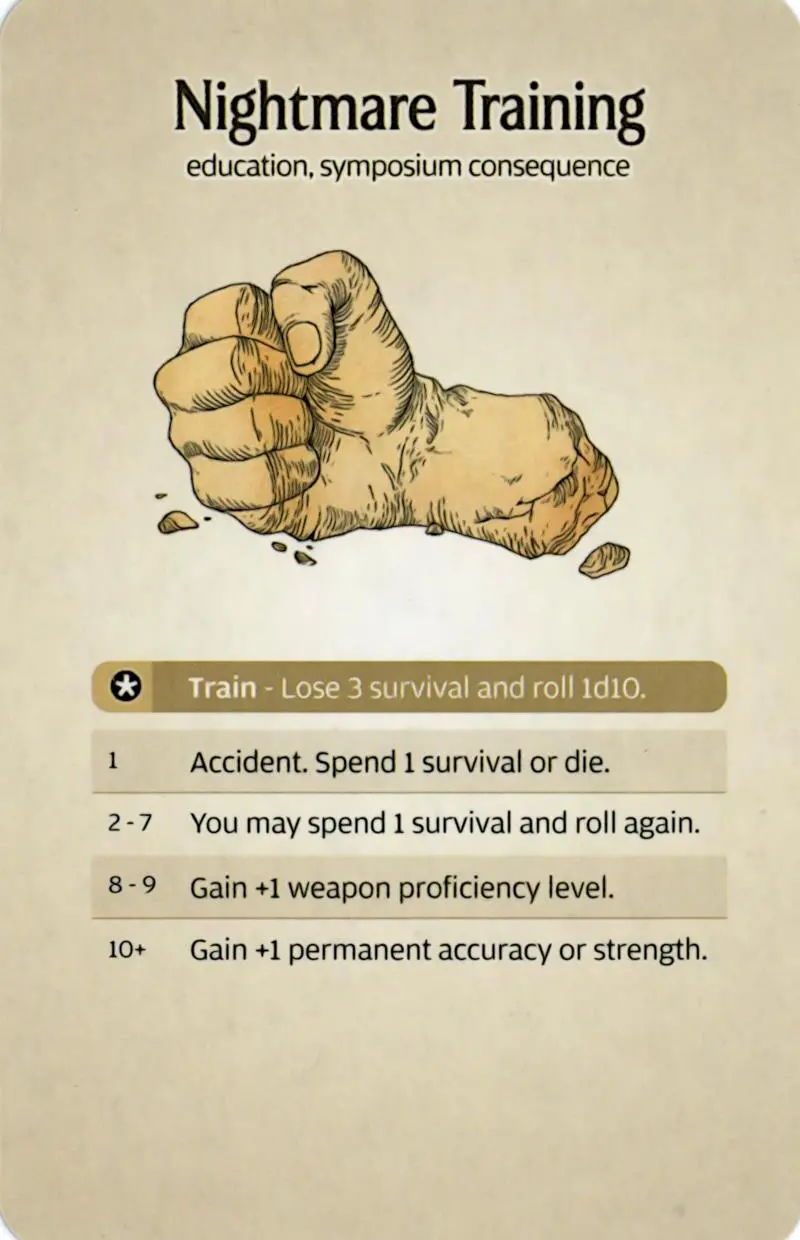 Nightmare Training
education, symposium consequence
Train - Lose 3 survival and roll 1d10.
1 Accident. Spend 1 survival or die.
2 - 7 You may spend 1 survival and roll again.
8 - 9 Gain +1 weapon proficiency level.
10+ Gain +1 permanent accuracy or strength.